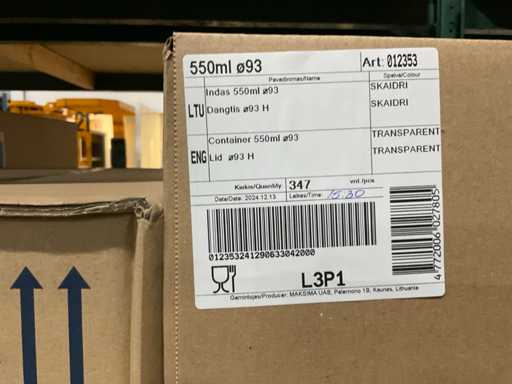 550ml ø93 Art: 012353
Pavadinimas/Name Spalva/Colour
LTU Indas 550ml ø93 SKAIDRI
Dangtis ø93 H SKAIDRI
ENG Container 550ml ø93 TRANSPARENT
Lid ø93 H TRANSPARENT
Kiekis/Quantity 347 vnt./pcs
Data/Date: 2024.12.13 Laikas/Time: 15.30
012353241290633042000
4772006027805
L3P1
Gamintojas/Producer: MAKSIMA UAB, Palemono 1B, Kaunas, Lithuania